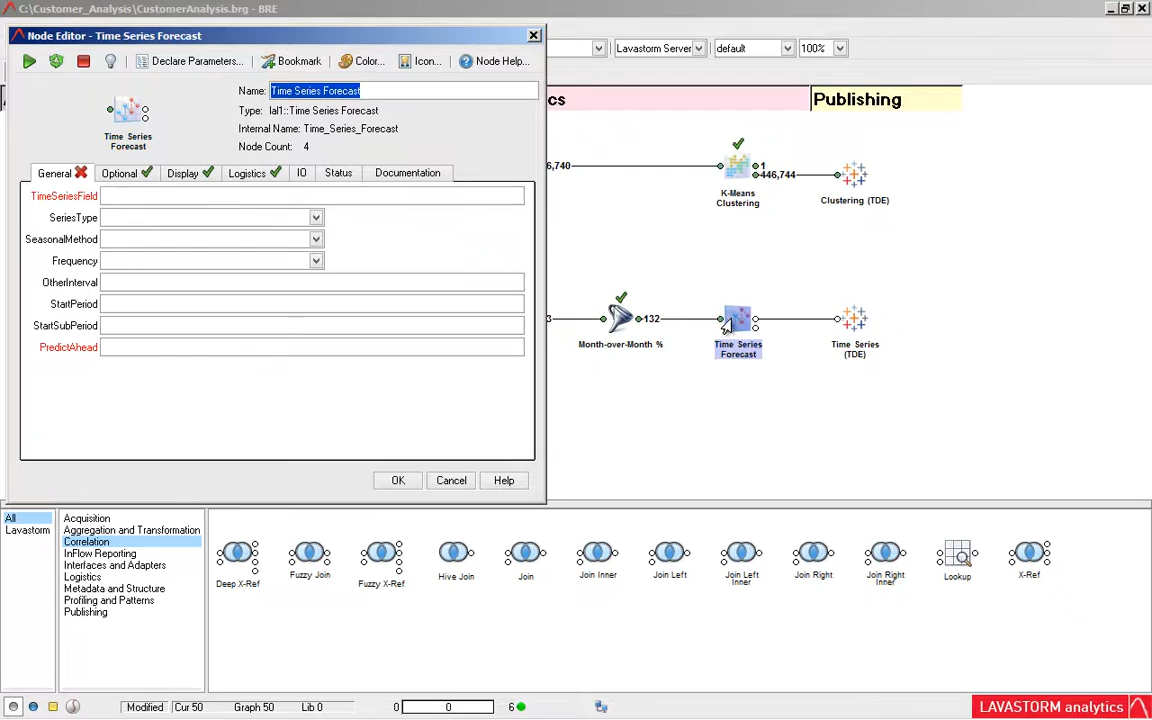 C:\Customer_Analysis\CustomerAnalysis.brg - BRE
Node Editor - Time Series Forecast
Lavastorm Server
default
100%
Declare Parameters...
Bookmark
Color...
Icon...
Node Help...
Name:
Time Series Forecast
Type: lal1::Time Series Forecast
Internal Name: Time_Series_Forecast
Node Count: 4
Time Series
Forecast
General
Optional
Display
Logistics
IO
Status
Documentation
TimeSeriesField
SeriesType
SeasonalMethod
Frequency
OtherInterval
StartPeriod
StartSubPeriod
PredictAhead
OK
Cancel
Help
cs
Publishing
6,740
1
446,744
K-Means
Clustering
Clustering (TDE)
3
132
Month-over-Month %
Time Series
Forecast
Time Series
(TDE)
All
Lavastorm
Acquisition
Aggregation and Transformation
Correlation
InFlow Reporting
Interfaces and Adapters
Logistics
Metadata and Structure
Profiling and Patterns
Publishing
Deep X-Ref
Fuzzy Join
Fuzzy X-Ref
Hive Join
Join
Join Inner
Join Left
Join Left
Inner
Join Right
Join Right
Inner
Lookup
X-Ref
Modified
Cur 50
Graph 50
Lib 0
0
0
6
LAVASTORM analytics